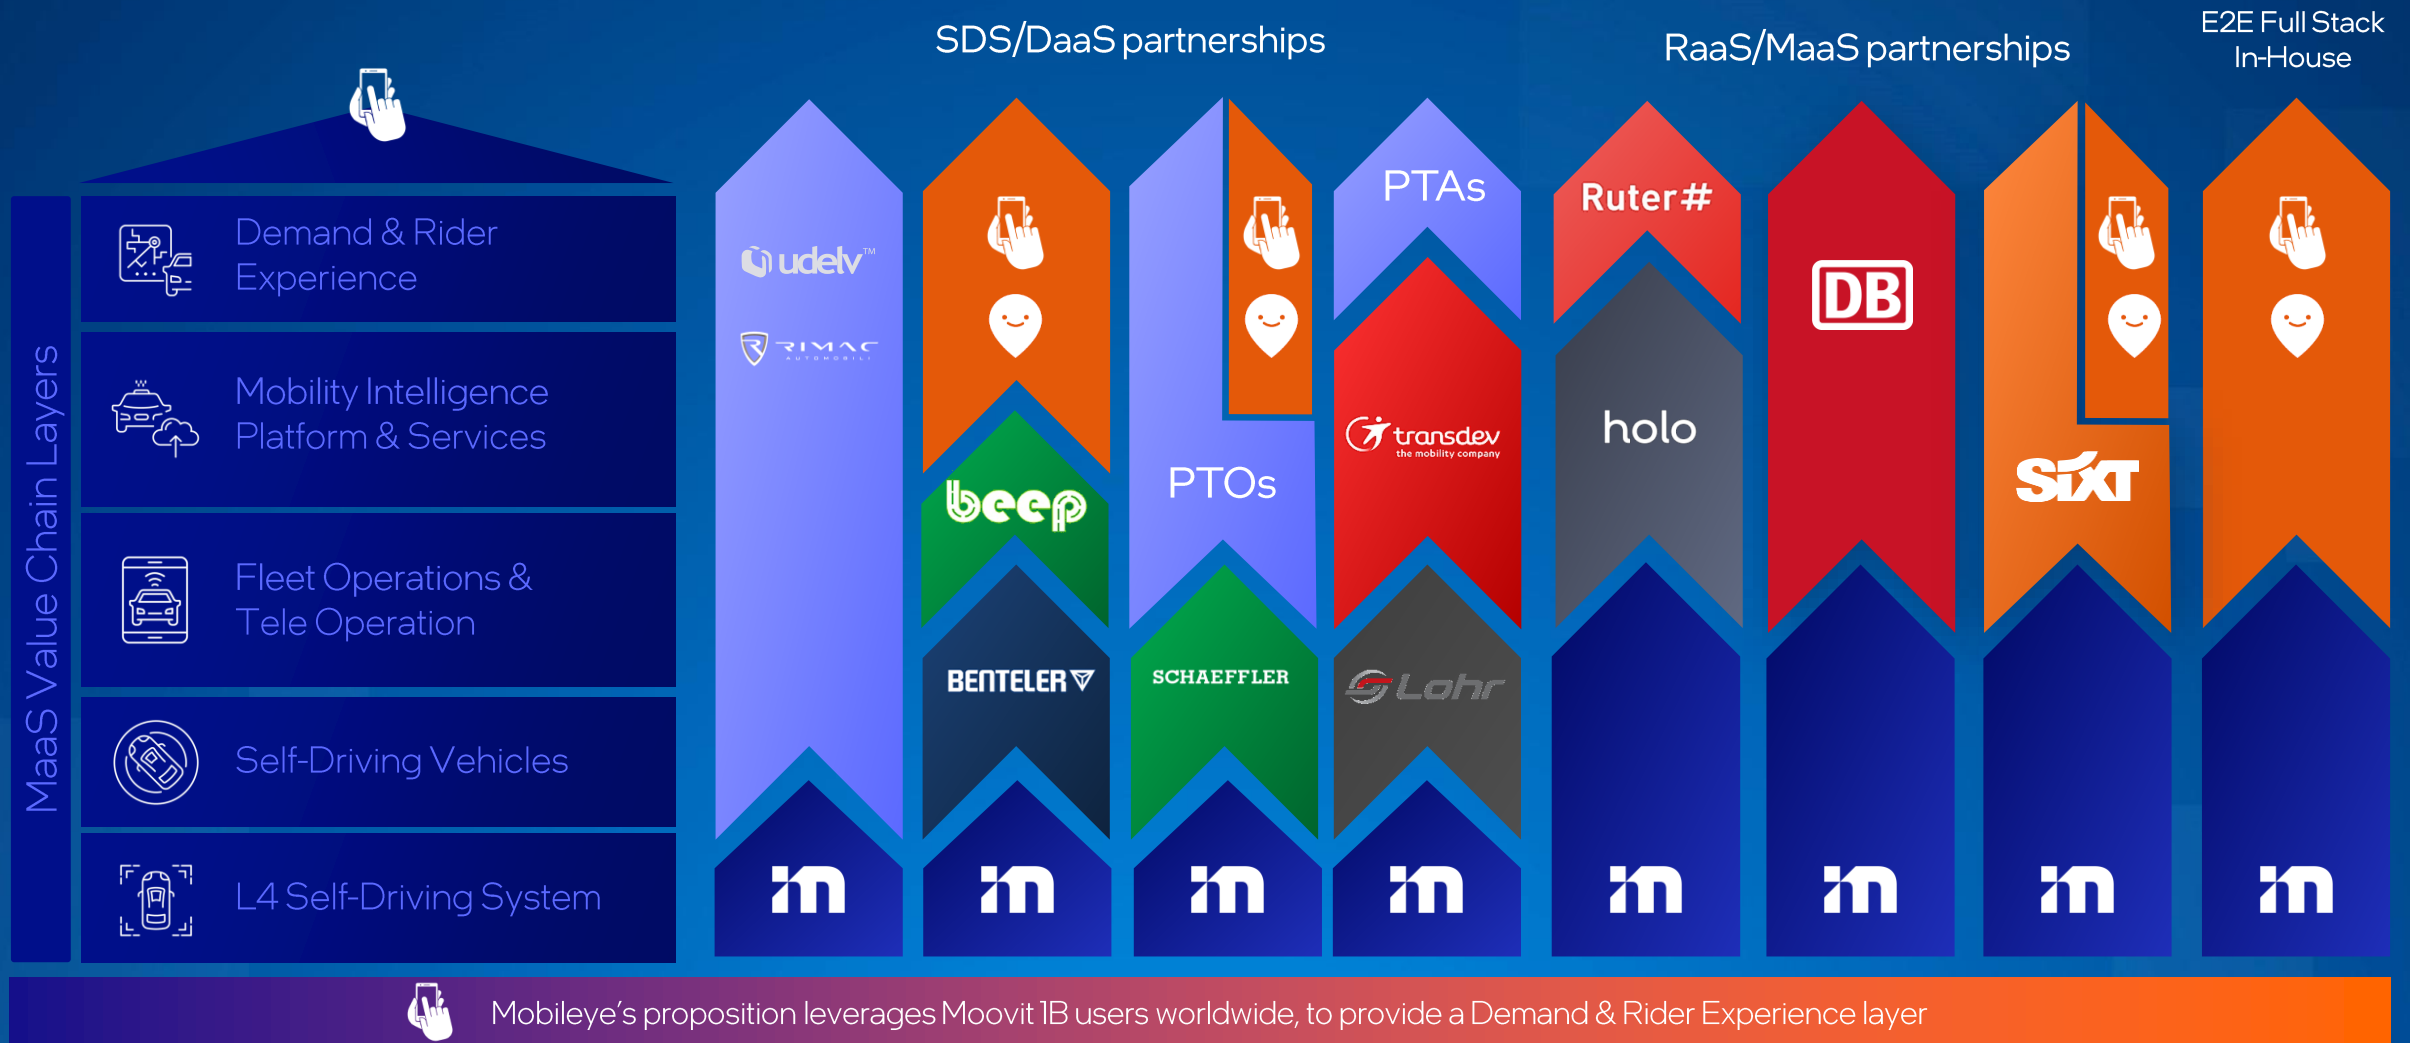 SDS/DaaS partnerships
RaaS/MaaS partnerships
E2E Full Stack
In-House
MaaS Value Chain Layers
Demand & Rider
Experience
Mobility Intelligence
Platform & Services
Fleet Operations &
Tele Operation
Self-Driving Vehicles
L4 Self-Driving System
udelv™
RIMAC
AUTOMOBILI
beep
BENTELER
PTOs
SCHAEFFLER
PTAs
transdev
the mobility company
Lohr
Ruter#
holo
DB
SIXT
m
m
m
m
m
m
m
m
Mobileye's proposition leverages Moovit 1B users worldwide, to provide a Demand & Rider Experience layer